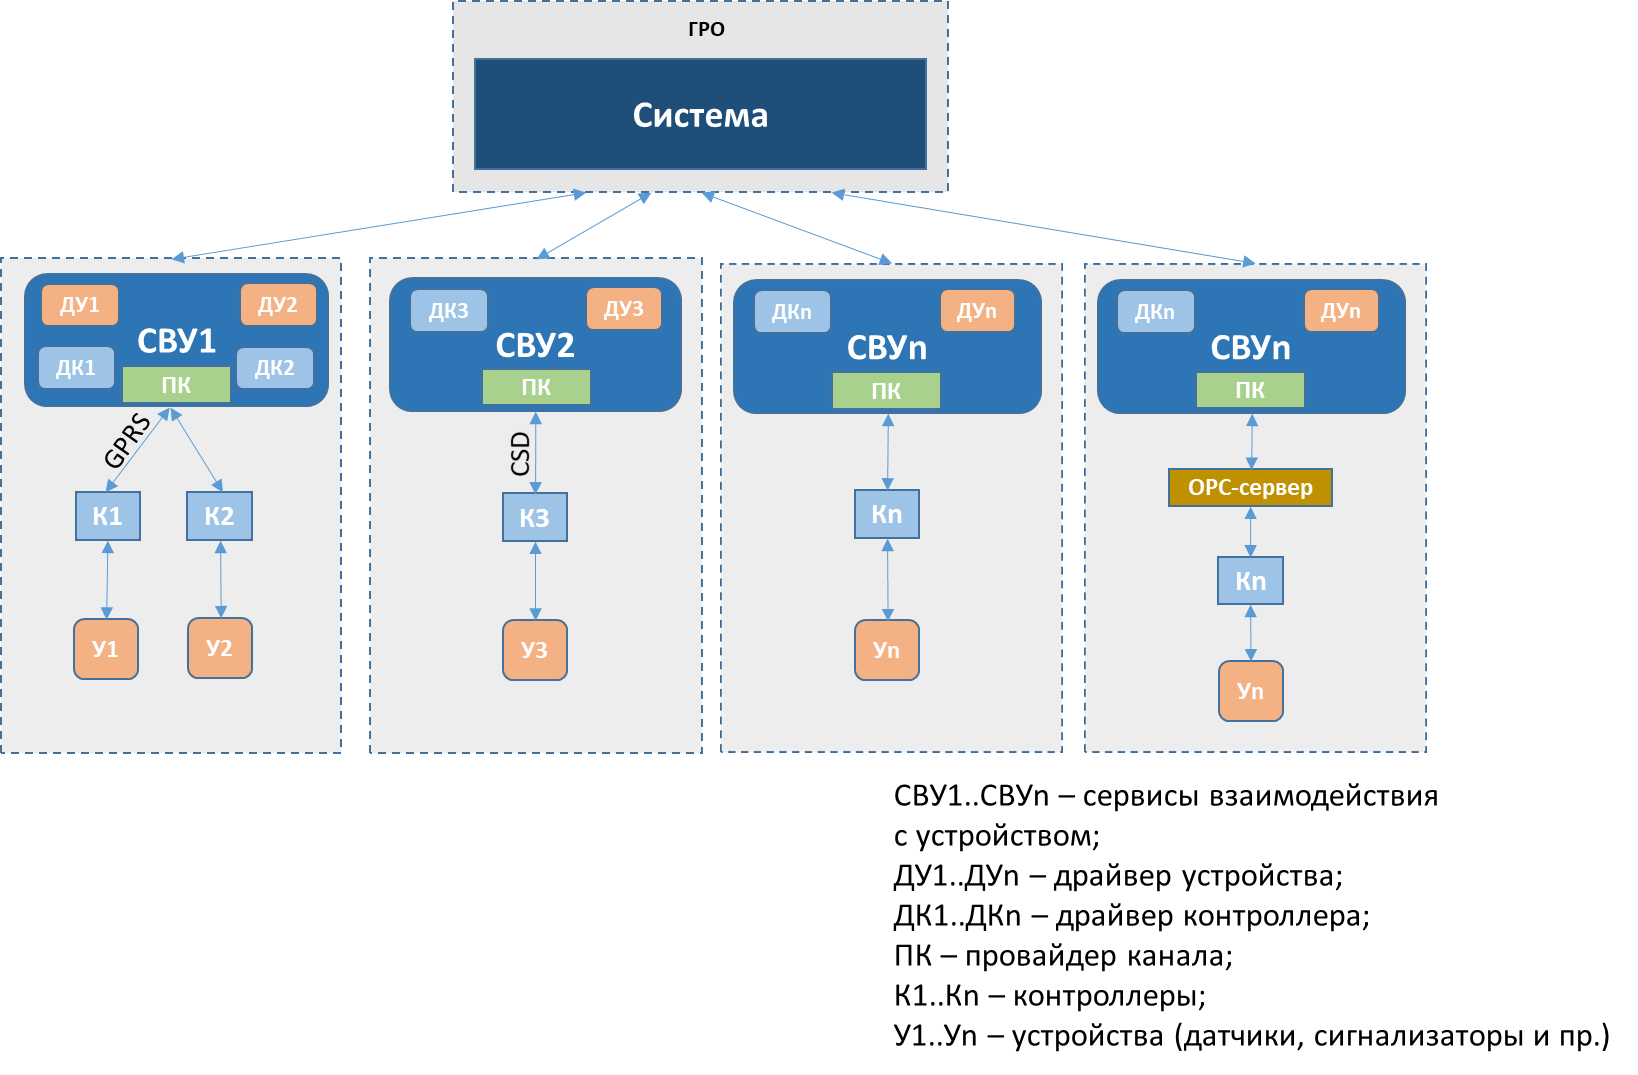 ГРО
Система
ДУ1
ДУ2
СВУ1
ДК1
ДК2
ПК
GPRS
К1
К2
У1
У2
ДК3
ДУ3
СВУ2
ПК
CSD
К3
У3
ДКn
ДУn
СВУn
ПК
Кn
Уn
ДКn
ДУn
СВУn
ПК
ОРС-сервер
Кn
Уn
СВУ1..СВУn – сервисы взаимодействия
с устройством;
ДУ1..ДУn – драйвер устройства;
ДК1..ДКn – драйвер контроллера;
ПК – провайдер канала;
К1..Кn – контроллеры;
У1..Уn – устройства (датчики, сигнализаторы и пр.)